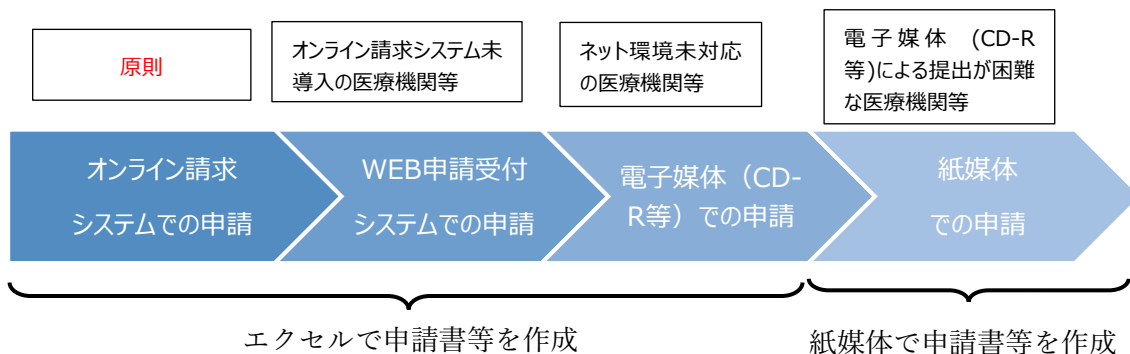 原則
オンライン請求システム未
導入の医療機関等
ネット環境未対応
の医療機関等
電子媒体 (CD-R
等)による提出が困難
な医療機関等
オンライン請求
システムでの申請
WEB申請受付
システムでの申請
電子媒体（CD-
R等）での申請
紙媒体
での申請
エクセルで申請書等を作成
紙媒体で申請書等を作成